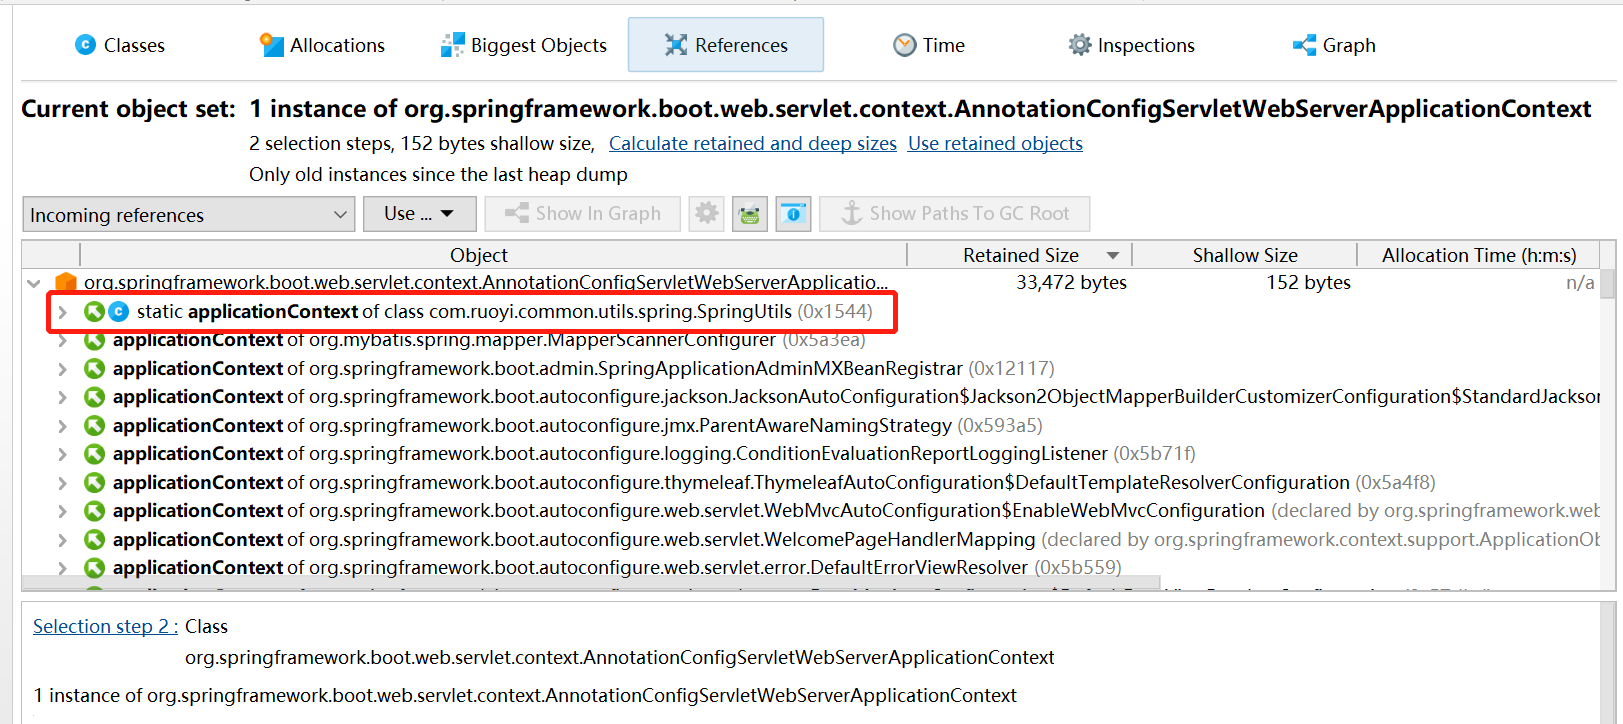 Classes Allocations Biggest Objects References Time Inspections Graph
Current object set: 1 instance of org.springframework.boot.web.servlet.context.AnnotationConfigServletWebServerApplicationContext
2 selection steps, 152 bytes shallow size, Calculate retained and deep sizes Use retained objects
Only old instances since the last heap dump
Incoming references Use ... Show In Graph Show Paths To GC Root
Object Retained Size Shallow Size Allocation Time (h:m:s)
org.springframework.boot.web.servlet.context.AnnotationConfigServletWebServerApplicatio... 33,472 bytes 152 bytes n/a
static applicationContext of class com.ruoyi.common.utils.spring.SpringUtils (0x1544)
applicationContext of org.mybatis.spring.mapper.MapperScannerConfigurer (0x5a3ea)
applicationContext of org.springframework.boot.admin.SpringApplicationAdminMXBeanRegistrar (0x12117)
applicationContext of org.springframework.boot.autoconfigure.jackson.JacksonAutoConfiguration$Jackson2ObjectMapperBuilderCustomizerConfiguration$StandardJackson
applicationContext of org.springframework.boot.autoconfigure.jmx.ParentAwareNamingStrategy (0x593a5)
applicationContext of org.springframework.boot.autoconfigure.logging.ConditionEvaluationReportLoggingListener (0x5b71f)
applicationContext of org.springframework.boot.autoconfigure.thymeleaf.ThymeleafAutoConfiguration$DefaultTemplateResolverConfiguration (0x5a4f8)
applicationContext of org.springframework.boot.autoconfigure.web.servlet.WebMvcAutoConfiguration$EnableWebMvcConfiguration (declared by org.springframework.web
applicationContext of org.springframework.boot.autoconfigure.web.servlet.WelcomePageHandlerMapping (declared by org.springframework.context.support.ApplicationOb
applicationContext of org.springframework.boot.autoconfigure.web.servlet.error.DefaultErrorViewResolver (0x5b559)
Selection step 2 : Class
org.springframework.boot.web.servlet.context.AnnotationConfigServletWebServerApplicationContext
1 instance of org.springframework.boot.web.servlet.context.AnnotationConfigServletWebServerApplicationContext